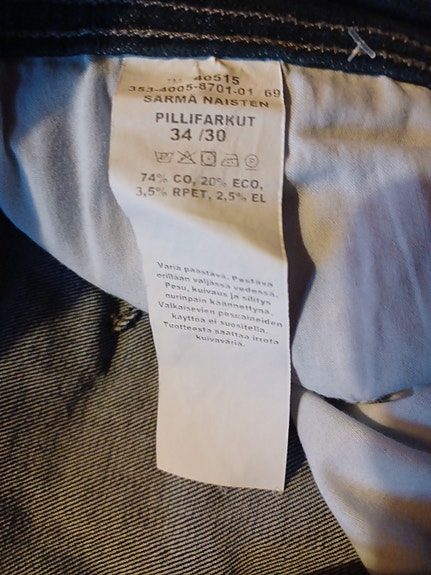 40515
353-4005-8701-01 69
SARMA NAISTEN
PILLIFARKUT
34 /30
74% CO, 20% ECO,
3,5% RPET, 2,5% EL
Väriä päästävä. Pestävä
erillään väljässä vedessä.
Pesu, kuivaus ja silitys
nurinpäin käännettynä.
Valkaisevien pesuaineiden
käyttöä ei suositella.
Tuotteesta saattaa irrota
kuivaväriä.